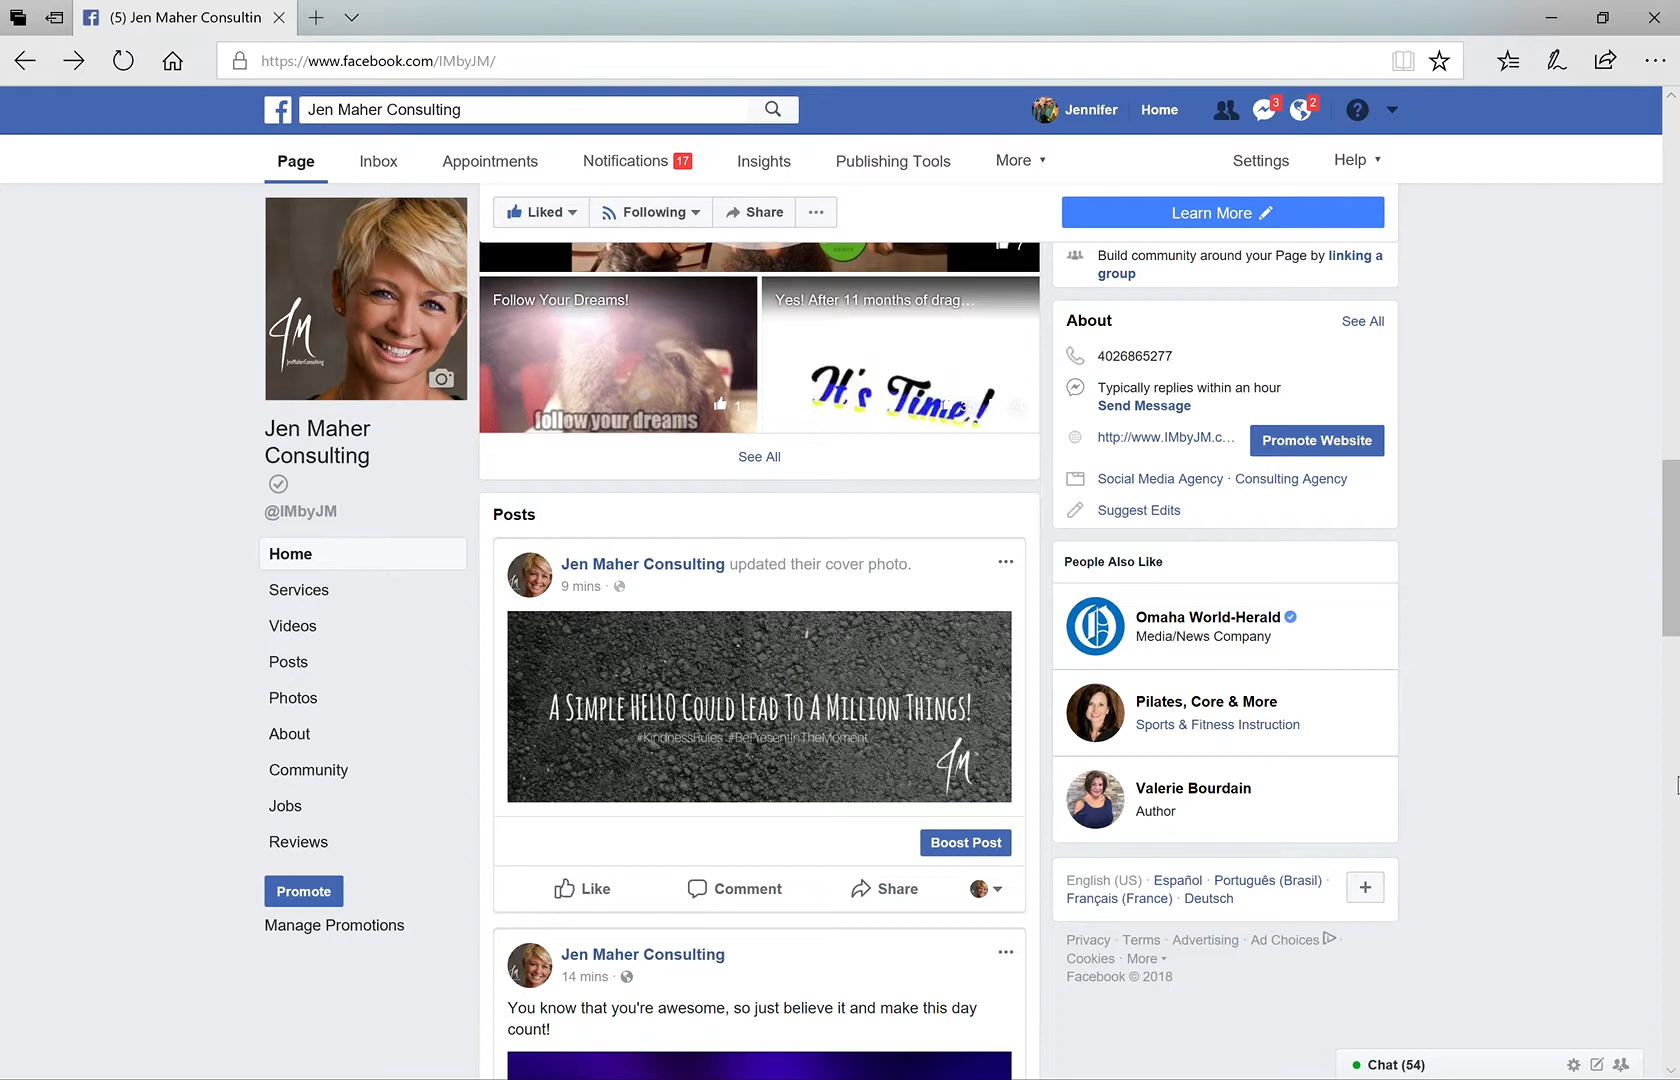 (5) Jen Maher Consultin
https://www.facebook.com/IMbyJM/
Jen Maher Consulting
Jennifer
Home
3
2
Page
Inbox
Appointments
Notifications 17
Insights
Publishing Tools
More
Settings
Help
Liked
Following
Share
Learn More
JM
JenMaherConsulting
Jen Maher
Consulting
@IMbyJM
Home
Services
Videos
Posts
Photos
About
Community
Jobs
Reviews
Promote
Manage Promotions
7
Follow Your Dreams!
follow your dreams
1
Yes! After 11 months of drag…
It's Time!
See All
Posts
Jen Maher Consulting updated their cover photo.
9 mins ·
A SIMPLE HELLO COULD LEAD TO A MILLION THINGS!
#KindnessRules #BePresentInTheMoment
JM
Boost Post
Like
Comment
Share
Jen Maher Consulting
14 mins ·
You know that you're awesome, so just believe it and make this day
count!
Build community around your Page by linking a
group
About
See All
4026865277
Typically replies within an hour
Send Message
http://www.IMbyJM.c...
Promote Website
Social Media Agency · Consulting Agency
Suggest Edits
People Also Like
Omaha World-Herald
Media/News Company
Pilates, Core & More
Sports & Fitness Instruction
Valerie Bourdain
Author
English (US) · Español · Português (Brasil) ·
Français (France) · Deutsch
Privacy · Terms · Advertising · Ad Choices ·
Cookies · More
Facebook © 2018
Chat (54)